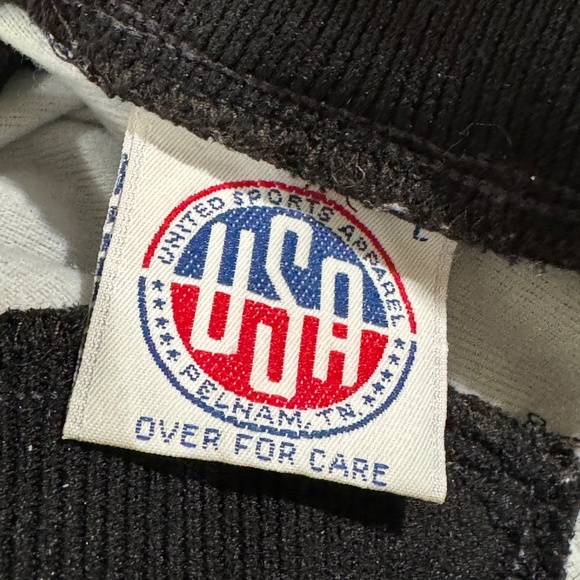 UNITED SPORTS APPAREL
USA
PELHAM, TN.
OVER FOR CARE